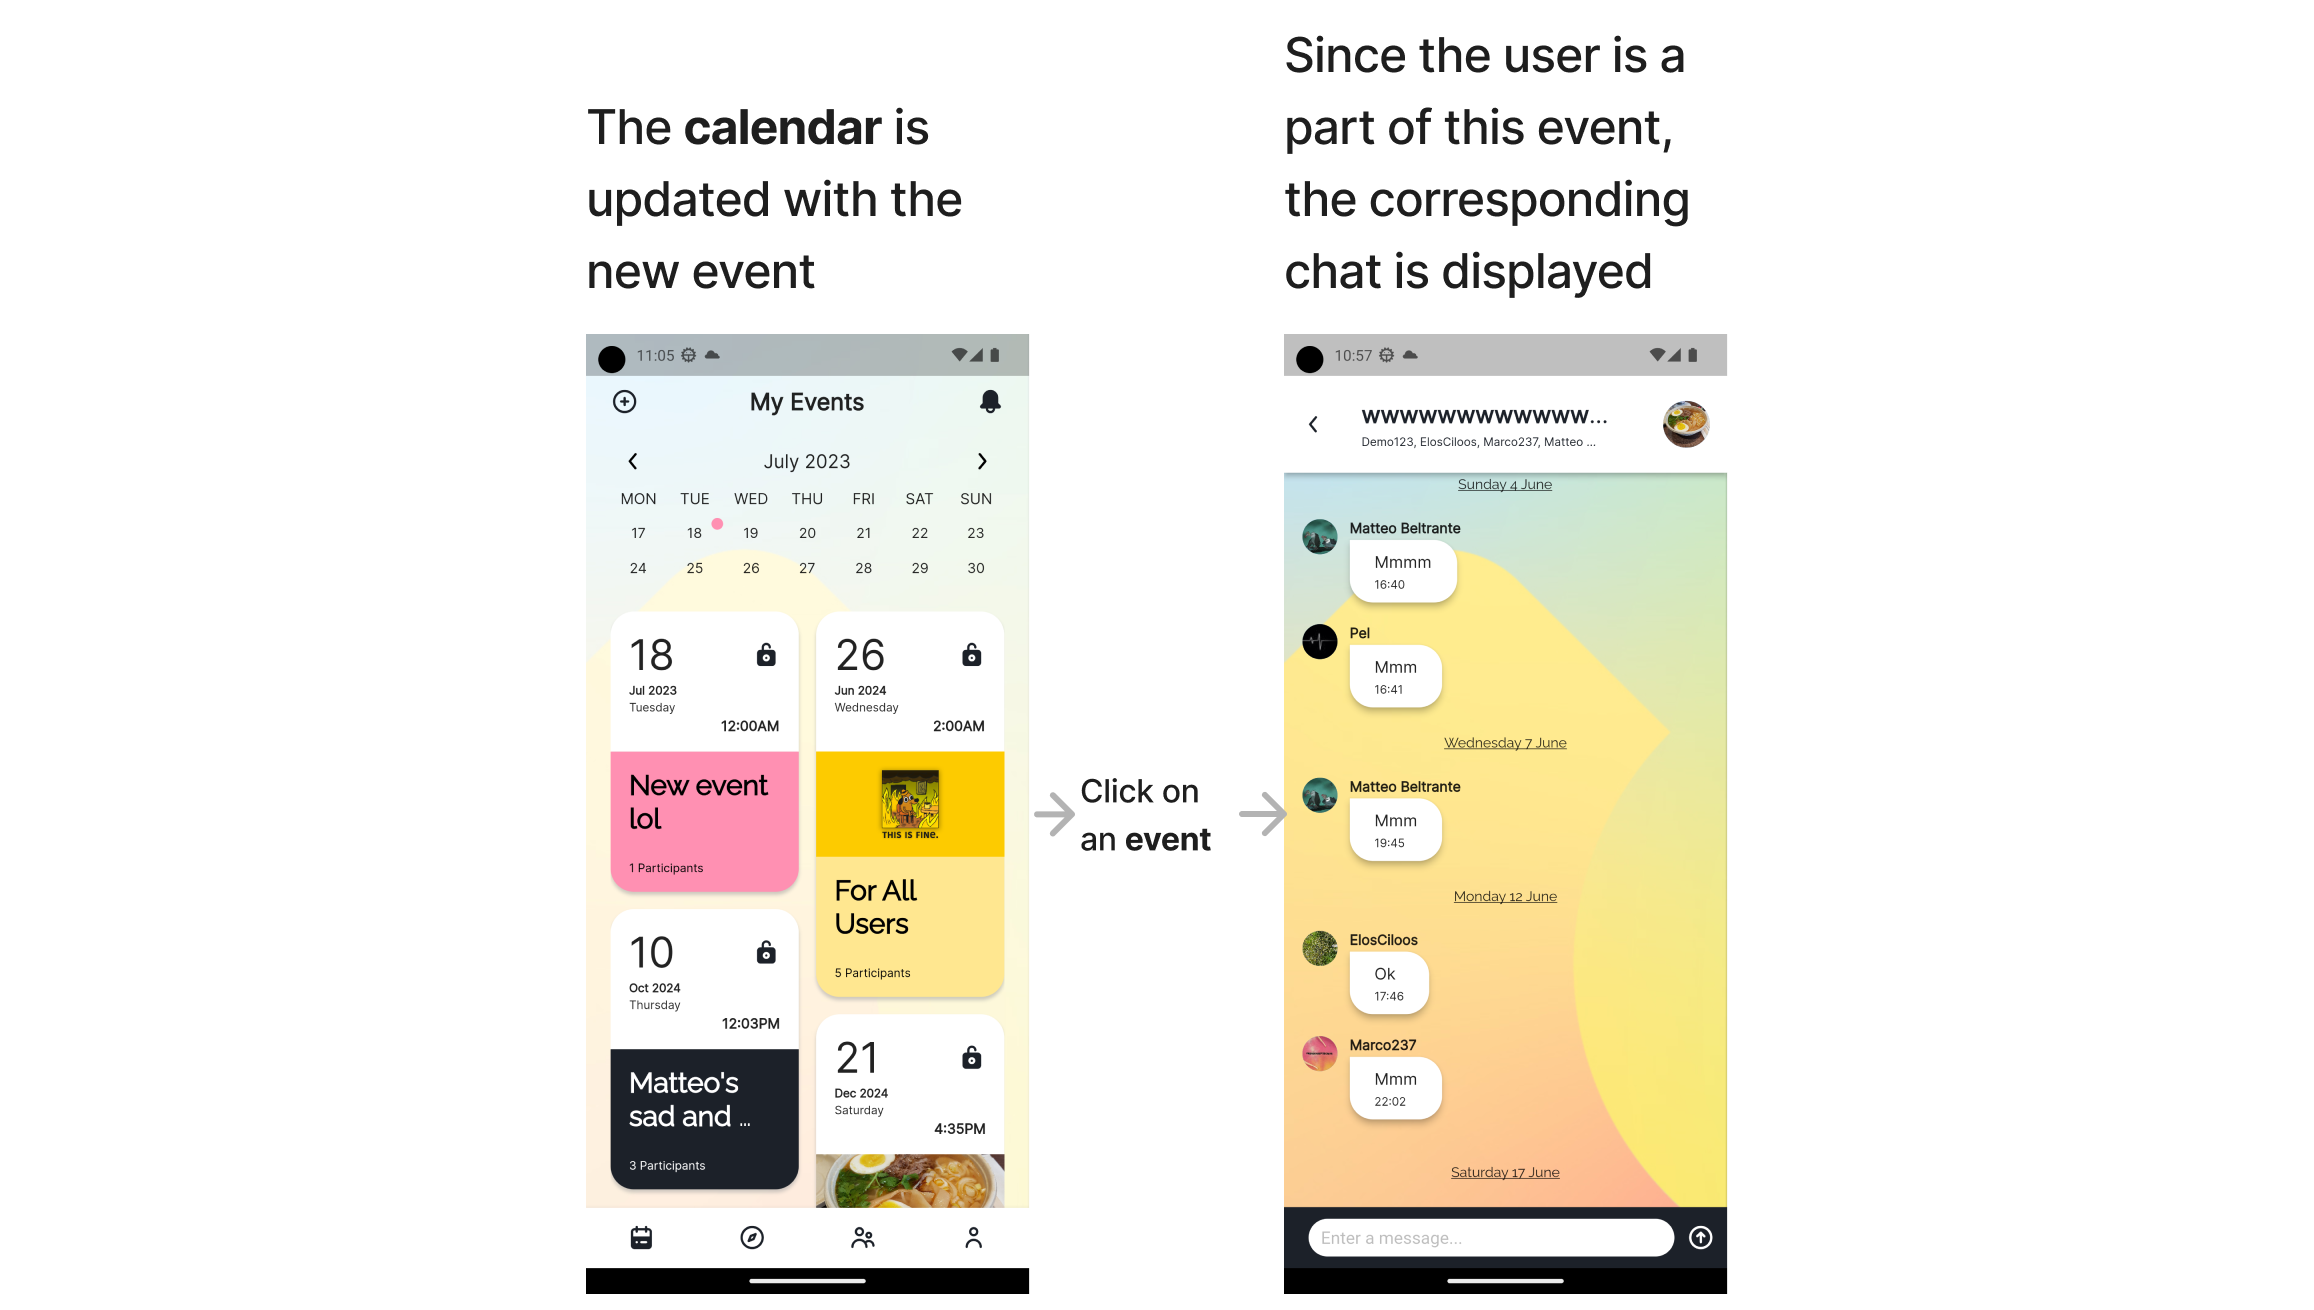 The calendar is
updated with the
new event
Since the user is a
part of this event,
the corresponding
chat is displayed
11:05
My Events
July 2023
MON TUE WED THU FRI SAT SUN
17 18 19 20 21 22 23
24 25 26 27 28 29 30
18
Jul 2023
Tuesday
12:00AM
New event
lol
1 Participants
26
Jun 2024
Wednesday
2:00AM
THIS IS FINE.
For All
Users
5 Participants
10
Oct 2024
Thursday
12:03PM
Matteo's
sad and ...
3 Participants
21
Dec 2024
Saturday
4:35PM
Click on
an event
10:57
wwwwwwwwwwww...
Demo123, ElosCiloos, Marco237, Matteo ...
Sunday 4 June
Matteo Beltrante
Mmmm
16:40
Pel
Mmm
16:41
Wednesday 7 June
Matteo Beltrante
Mmm
19:45
Monday 12 June
ElosCiloos
Ok
17:46
Marco237
Mmm
22:02
Saturday 17 June
Enter a message...